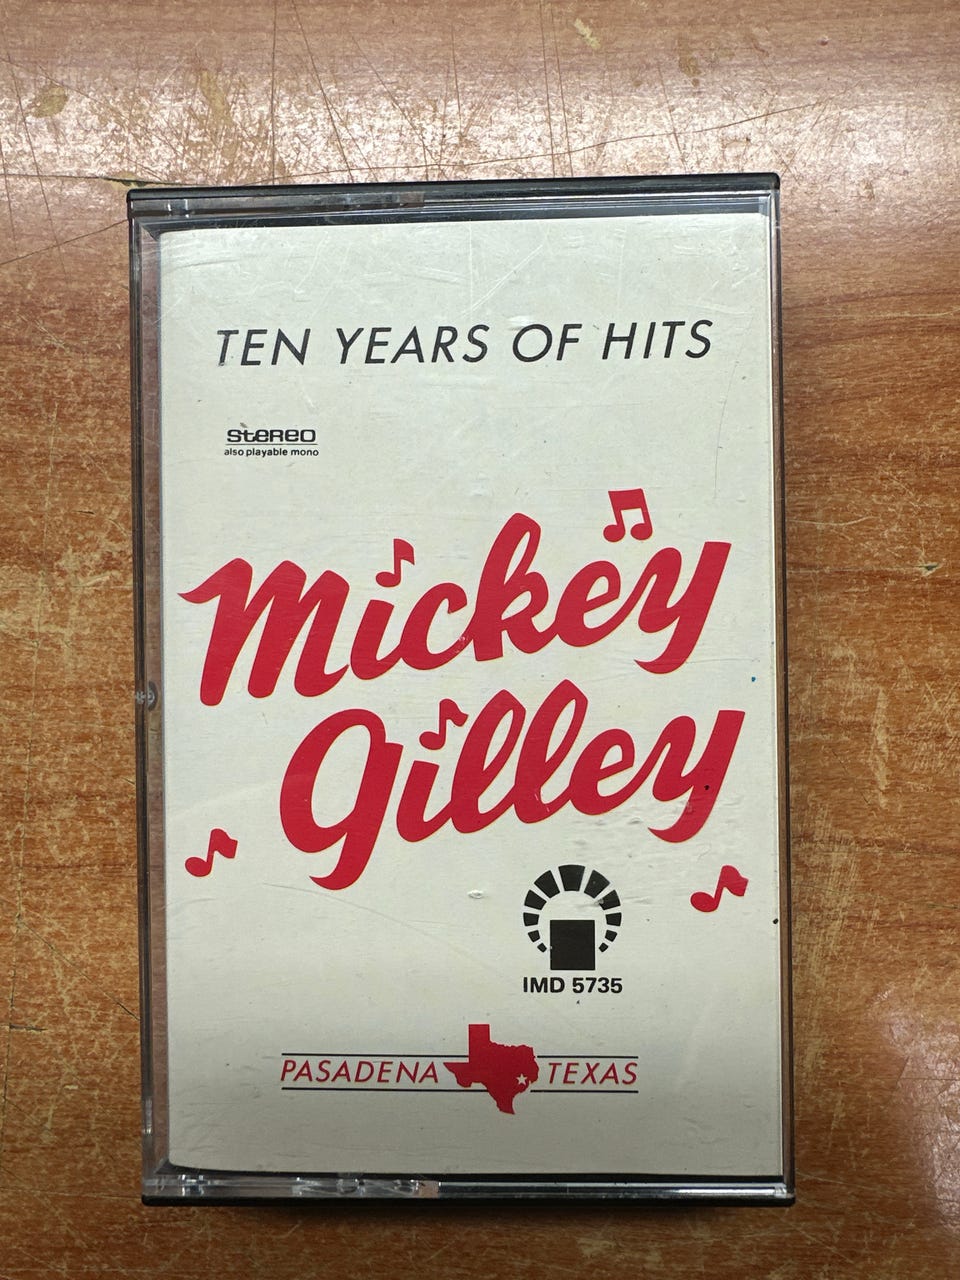 TEN YEARS OF HITS
stereo
also playable mono
Mickey
Gilley
IMD 5735
PASADENA TEXAS